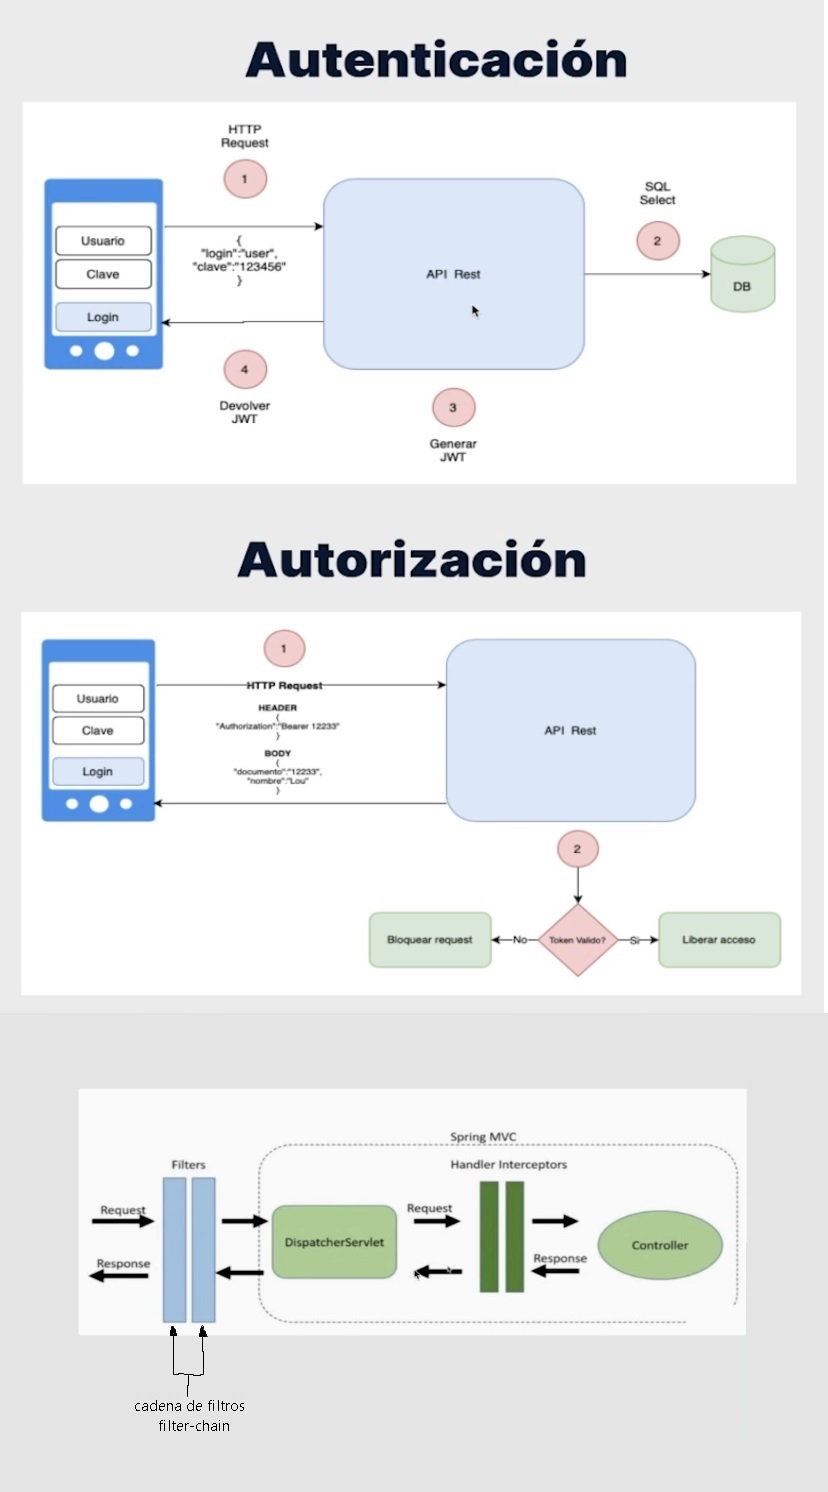 Autenticación
HTTP
Request
1
Usuario
Clave
Login
{
"login":"user",
"clave":"123456"
}
API Rest
SQL
Select
2
DB
4
Devolver
JWT
3
Generar
JWT
Autorización
1
HTTP Request
HEADER
{
"Authorization":"Bearer 12233"
}
BODY
{
"documento":"12233",
"nombre":"Lou"
}
Usuario
Clave
Login
API Rest
2
Bloquear request
No
Token Valido?
Si
Liberar acceso
Spring MVC
Filters
Handler Interceptors
Request
Request
DispatcherServlet
Controller
Response
Response
cadena de filtros
filter-chain